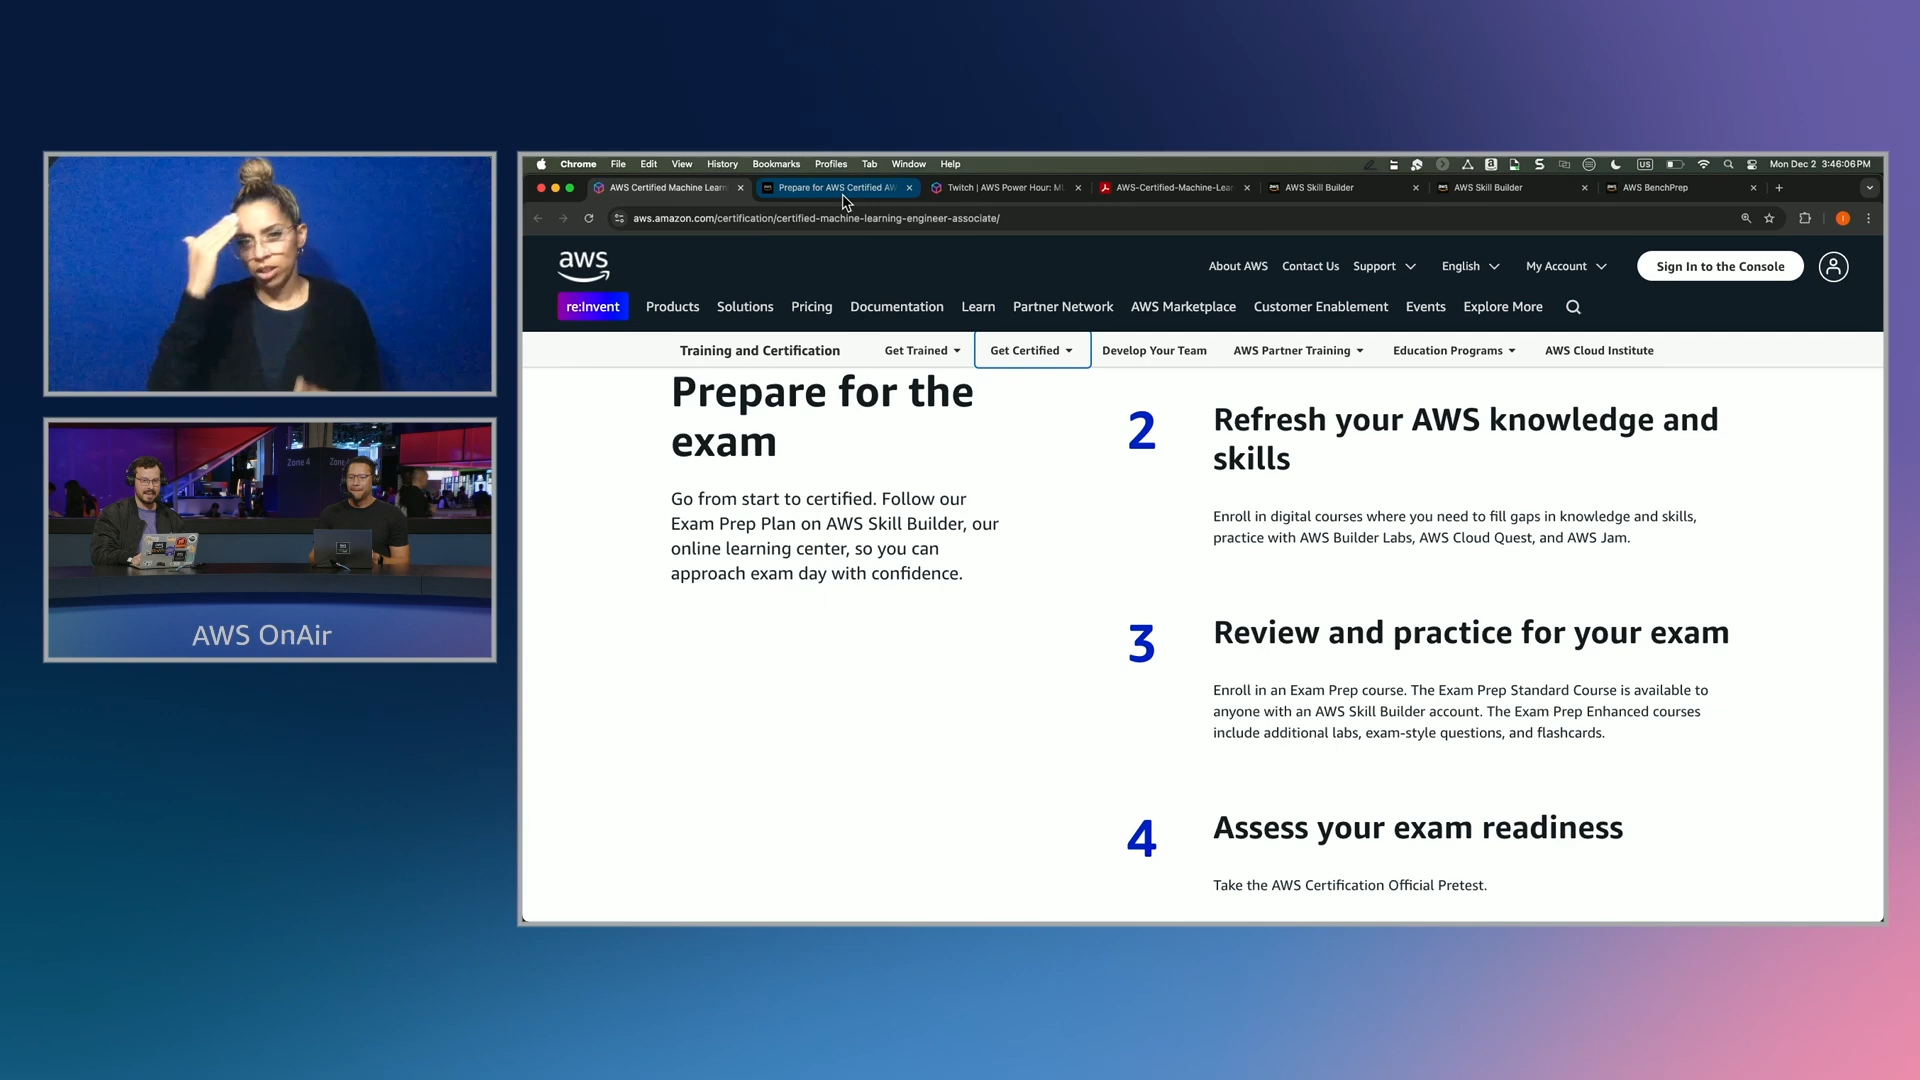 Zone 4
AWS OnAir
Chrome File Edit View History Bookmarks Profiles Tab Window Help
US Mon Dec 2 3:46:06 PM
AWS Certified Machine Learn
Prepare for AWS Certified AW
Twitch | AWS Power Hour: M
AWS-Certified-Machine-Lear
AWS Skill Builder
AWS Skill Builder
AWS BenchPrep
aws.amazon.com/certification/certified-machine-learning-engineer-associate/
aws
About AWS Contact Us Support English My Account Sign In to the Console
re:Invent Products Solutions Pricing Documentation Learn Partner Network AWS Marketplace Customer Enablement Events Explore More
Training and Certification Get Trained Get Certified Develop Your Team AWS Partner Training Education Programs AWS Cloud Institute
Prepare for the
exam
Go from start to certified. Follow our
Exam Prep Plan on AWS Skill Builder, our
online learning center, so you can
approach exam day with confidence.
2
Refresh your AWS knowledge and
skills
Enroll in digital courses where you need to fill gaps in knowledge and skills,
practice with AWS Builder Labs, AWS Cloud Quest, and AWS Jam.
3
Review and practice for your exam
Enroll in an Exam Prep course. The Exam Prep Standard Course is available to
anyone with an AWS Skill Builder account. The Exam Prep Enhanced courses
include additional labs, exam-style questions, and flashcards.
4
Assess your exam readiness
Take the AWS Certification Official Pretest.